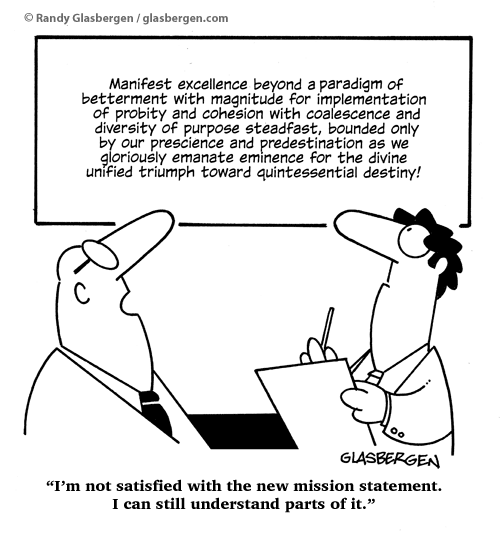 © Randy Glasbergen / glasbergen.com
Manifest excellence beyond a paradigm of
betterment with magnitude for implementation
of probity and cohesion with coalescence and
diversity of purpose steadfast, bounded only
by our prescience and predestination as we
gloriously emanate eminence for the divine
unified triumph toward quintessential destiny!
GLASBERGEN
“I’m not satisfied with the new mission statement.
I can still understand parts of it.”